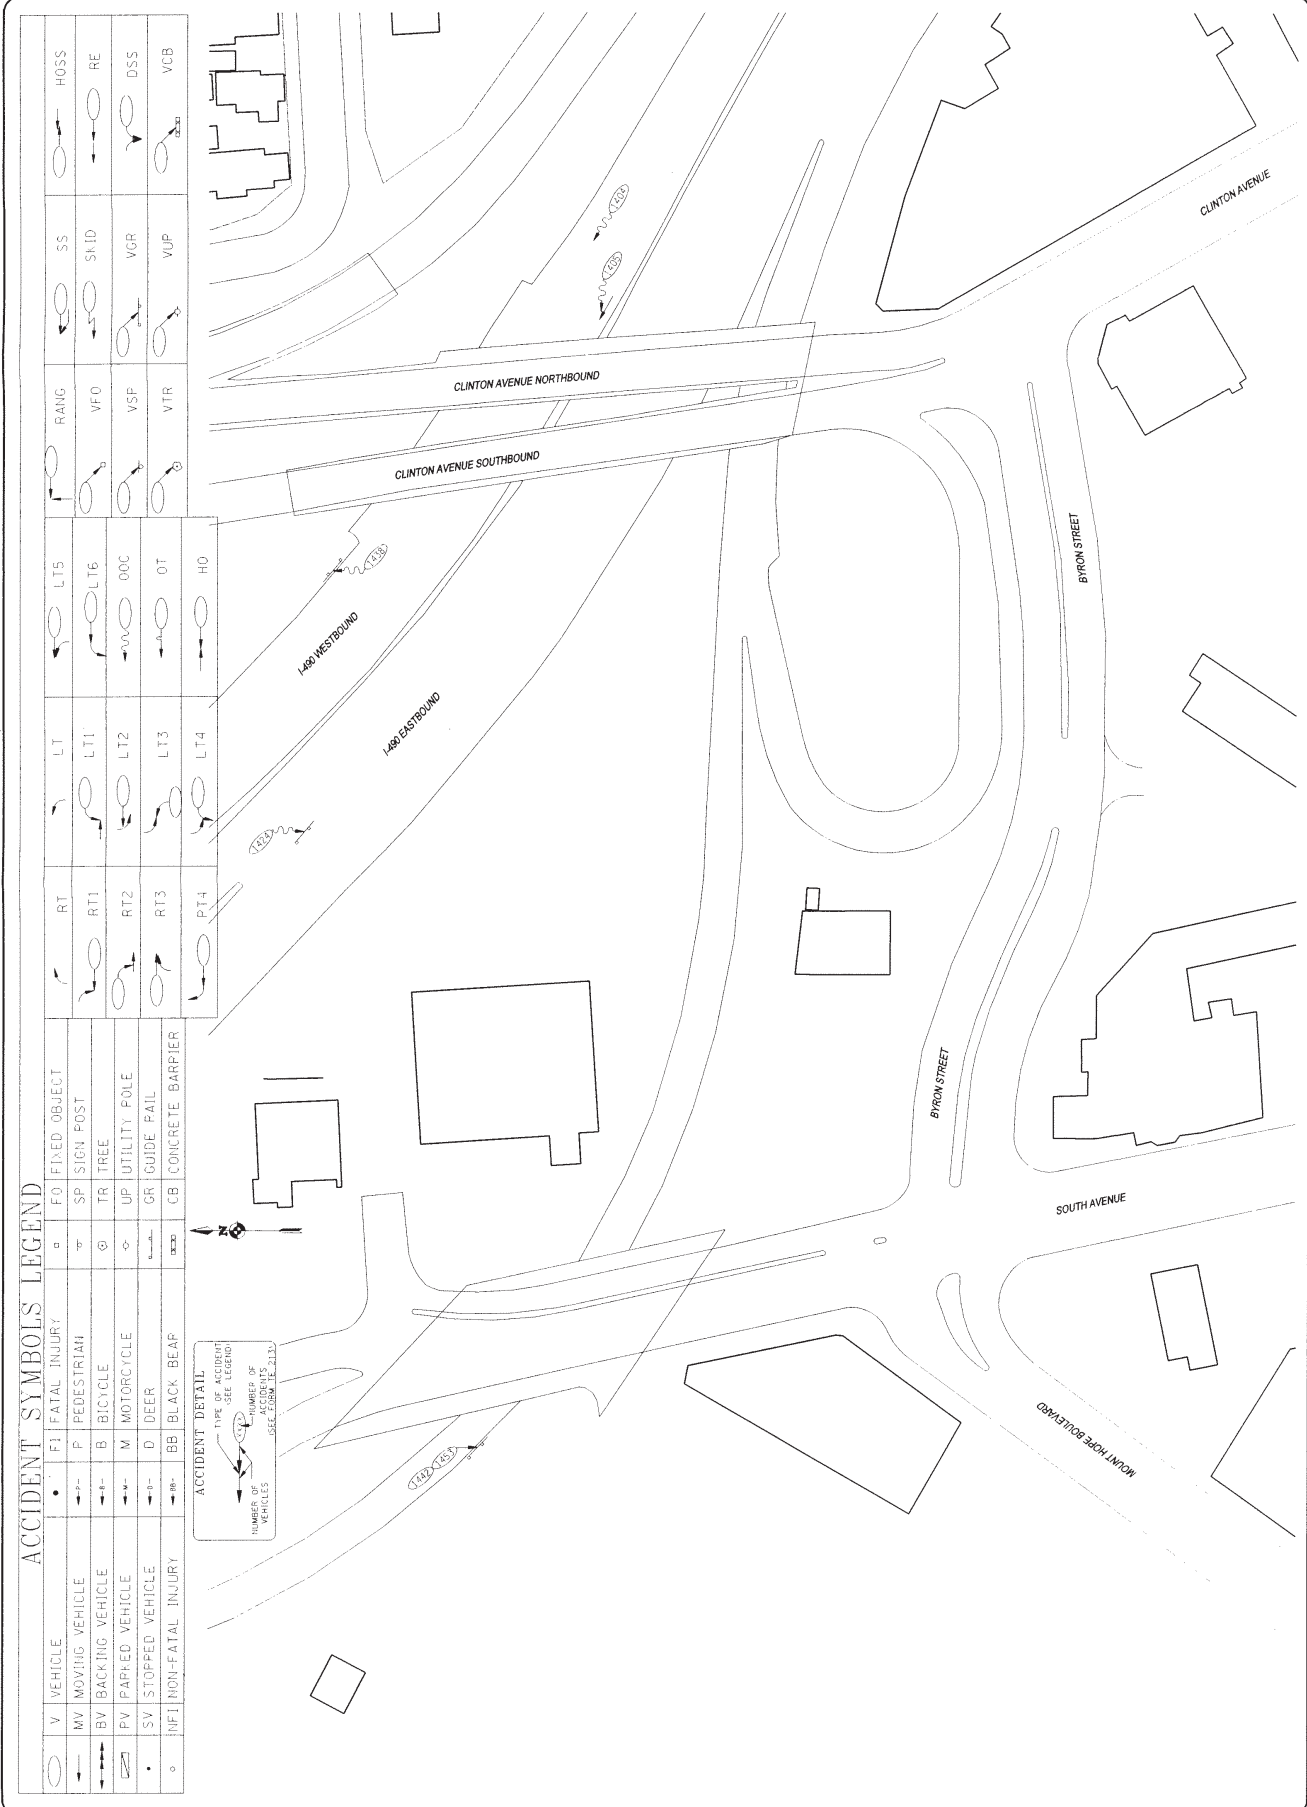 ACCIDENT SYMBOLS LEGEND
V VEHICLE
MV MOVING VEHICLE
BV BACKING VEHICLE
PV PARKED VEHICLE
SV STOPPED VEHICLE
NFI NON-FATAL INJURY
FI FATAL INJURY
P PEDESTRIAN
B BICYCLE
M MOTORCYCLE
D DEER
BB BLACK BEAR
FO FIXED OBJECT
SP SIGN POST
TR TREE
UP UTILITY POLE
GR GUIDE RAIL
CB CONCRETE BARRIER
RT
RT1
RT2
RT3
RT4
LT
LT1
LT2
LT3
LT4
LT5
LT6
OOC
OT
HO
RANG
VFO
VSP
VTR
SS
SKID
VGR
VUP
HOSS
RE
DSS
VCB
ACCIDENT DETAIL
TYPE OF ACCIDENT
(SEE LEGEND)
NUMBER OF
ACCIDENTS
(SEE FORM TE 213)
NUMBER OF
VEHICLES
N
CLINTON AVENUE NORTHBOUND
CLINTON AVENUE SOUTHBOUND
CLINTON AVENUE
I-490 WESTBOUND
I-490 EASTBOUND
BYRON STREET
BYRON STREET
SOUTH AVENUE
MOUNT HOPE BOULEVARD
1404
1405
1438
1424
1442